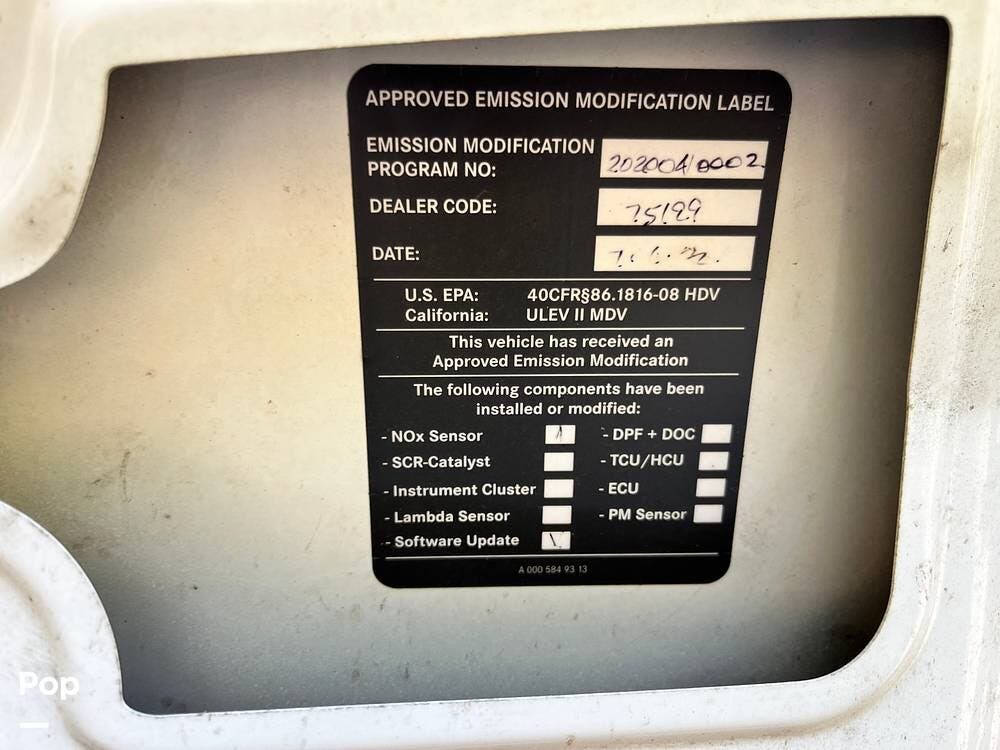 APPROVED EMISSION MODIFICATION LABEL
EMISSION MODIFICATION
PROGRAM NO: 2020040002
DEALER CODE: 75199
DATE:
U.S. EPA: 40CFR§86.1816-08 HDV
California: ULEV II MDV
This vehicle has received an
Approved Emission Modification
The following components have been
installed or modified:
- NOx Sensor - DPF + DOC
- SCR-Catalyst - TCU/HCU
- Instrument Cluster - ECU
- Lambda Sensor - PM Sensor
- Software Update
A 000 584 93 13
Pop